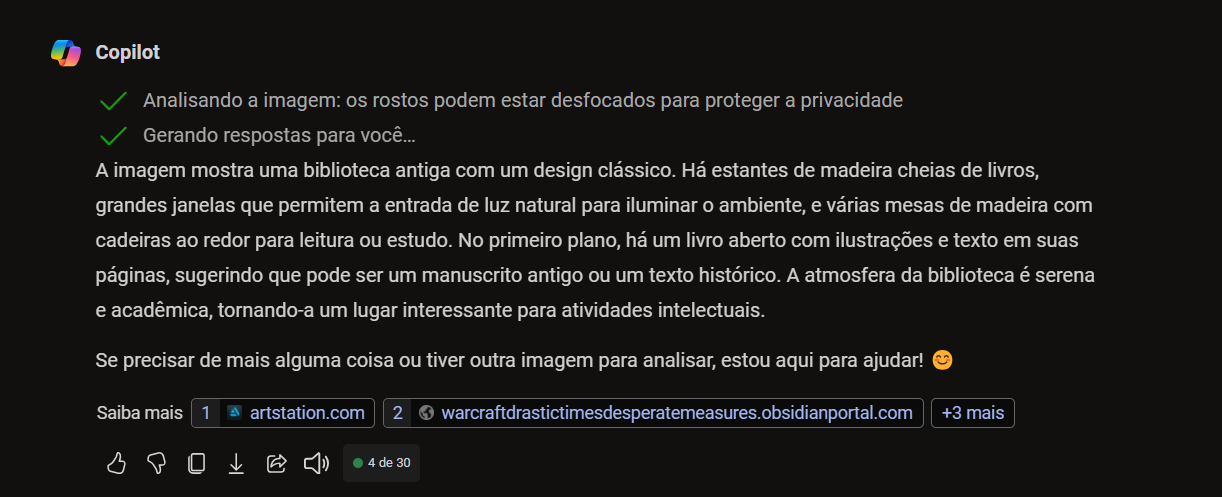 Copilot
Analisando a imagem: os rostos podem estar desfocados para proteger a privacidade
Gerando respostas para você…
A imagem mostra uma biblioteca antiga com um design clássico. Há estantes de madeira cheias de livros,
grandes janelas que permitem a entrada de luz natural para iluminar o ambiente, e várias mesas de madeira com
cadeiras ao redor para leitura ou estudo. No primeiro plano, há um livro aberto com ilustrações e texto em suas
páginas, sugerindo que pode ser um manuscrito antigo ou um texto histórico. A atmosfera da biblioteca é serena
e acadêmica, tornando-a um lugar interessante para atividades intelectuais.
Se precisar de mais alguma coisa ou tiver outra imagem para analisar, estou aqui para ajudar! 😊
Saiba mais 1 artstation.com 2 warcraftdrastictimesdesperatemeasures.obsidianportal.com +3 mais
4 de 30